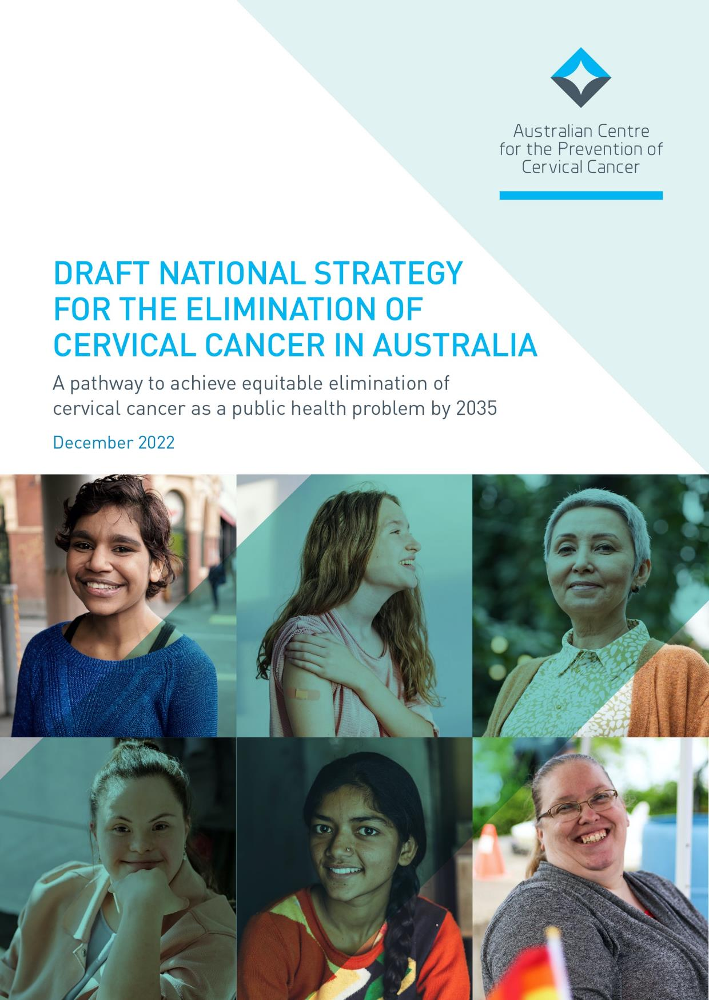 Australian Centre
for the Prevention of
Cervical Cancer
DRAFT NATIONAL STRATEGY
FOR THE ELIMINATION OF
CERVICAL CANCER IN AUSTRALIA
A pathway to achieve equitable elimination of
cervical cancer as a public health problem by 2035
December 2022